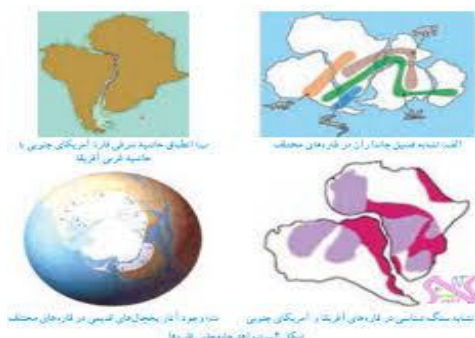 الف: تشابه فسیل جانداران در قاره‌های مختلف
ب: انطباق حاشیه شرقی قاره آمریکای جنوبی با
حاشیه غربی آفریقا
تشابه سنگ شناسی در قاره‌های آفریقا و آمریکای جنوبی
ت: وجود آثار یخچال‌های قدیمی در قاره‌های مختلف
شکل
جابه‌جایی قاره‌ها